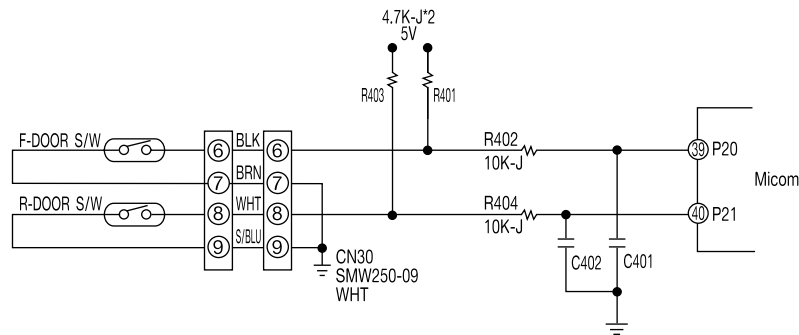 4.7K-J*2
5V
R403
R401
F-DOOR S/W
6
BLK
6
R402
10K-J
39
P20
7
BRN
7
Micom
R-DOOR S/W
8
WHT
8
R404
10K-J
40
P21
9
S/BLU
9
CN30
SMW250-09
WHT
C402
C401